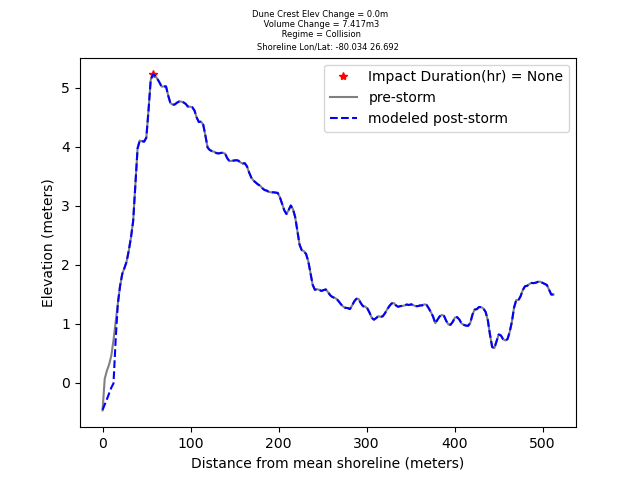 Dune Crest Elev Change = 0.0m
Volume Change = 7.417m3
Regime = Collision
Shoreline Lon/Lat: -80.034 26.692
Impact Duration(hr) = None
pre-storm
modeled post-storm
Elevation (meters)
5
4
3
2
1
0
0 100 200 300 400 500
Distance from mean shoreline (meters)